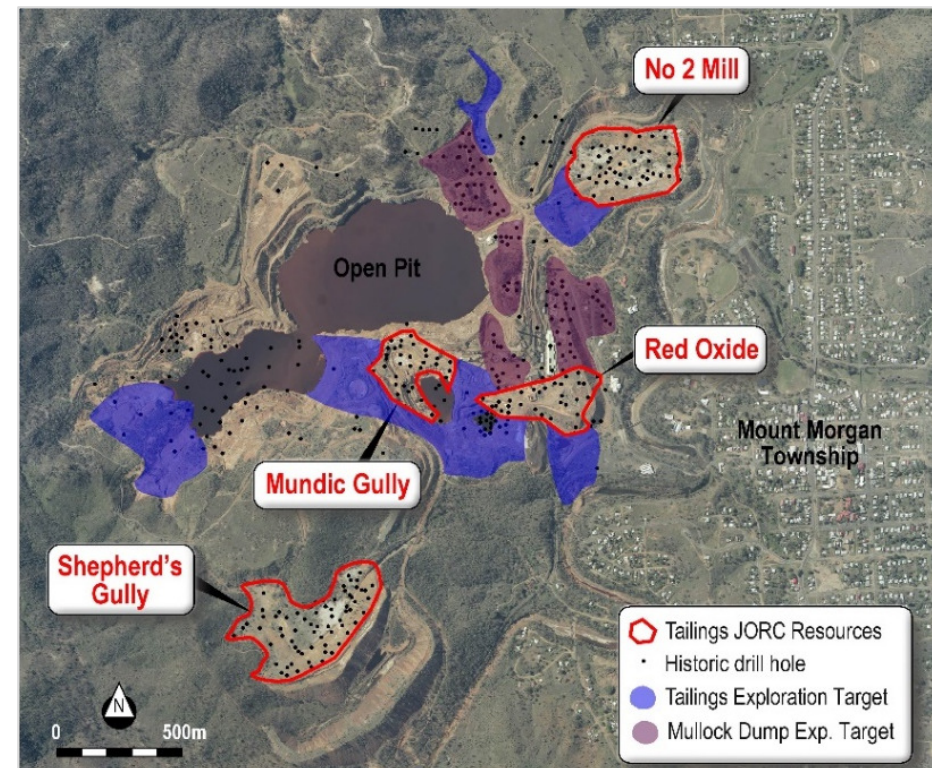 No 2 Mill
Open Pit
Red Oxide
Mount Morgan
Township
Mundic Gully
Shepherd's
Gully
Tailings JORC Resources
Historic drill hole
Tailings Exploration Target
Mullock Dump Exp. Target
N
0 500m